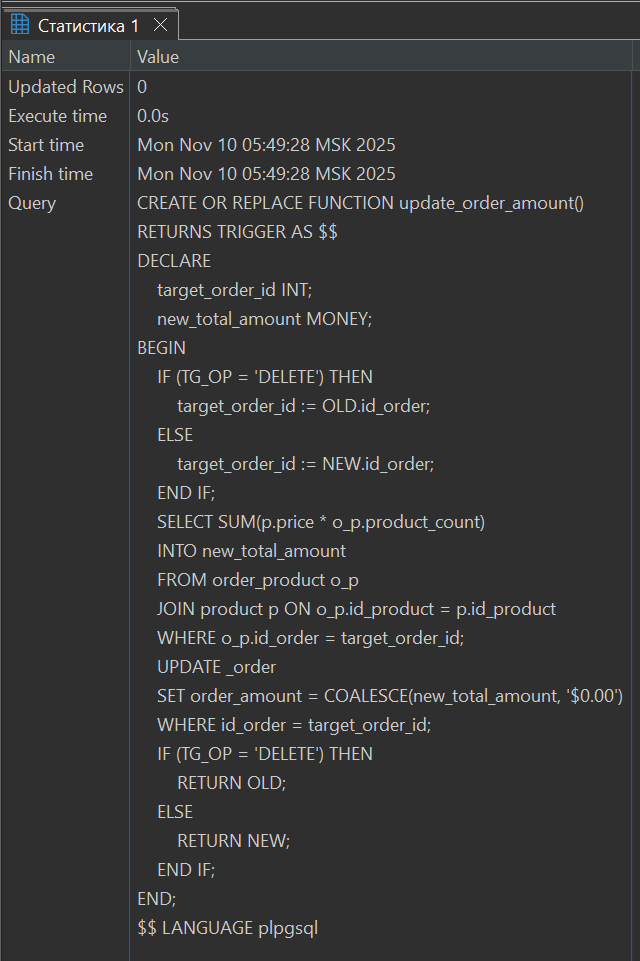 Статистика 1
Name Value
Updated Rows 0
Execute time 0.0s
Start time Mon Nov 10 05:49:28 MSK 2025
Finish time Mon Nov 10 05:49:28 MSK 2025
Query CREATE OR REPLACE FUNCTION update_order_amount()
RETURNS TRIGGER AS $$
DECLARE
    target_order_id INT;
    new_total_amount MONEY;
BEGIN
    IF (TG_OP = 'DELETE') THEN
        target_order_id := OLD.id_order;
    ELSE
        target_order_id := NEW.id_order;
    END IF;
    SELECT SUM(p.price * o_p.product_count)
    INTO new_total_amount
    FROM order_product o_p
    JOIN product p ON o_p.id_product = p.id_product
    WHERE o_p.id_order = target_order_id;
    UPDATE _order
    SET order_amount = COALESCE(new_total_amount, '$0.00')
    WHERE id_order = target_order_id;
    IF (TG_OP = 'DELETE') THEN
        RETURN OLD;
    ELSE
        RETURN NEW;
    END IF;
END;
$$ LANGUAGE plpgsql